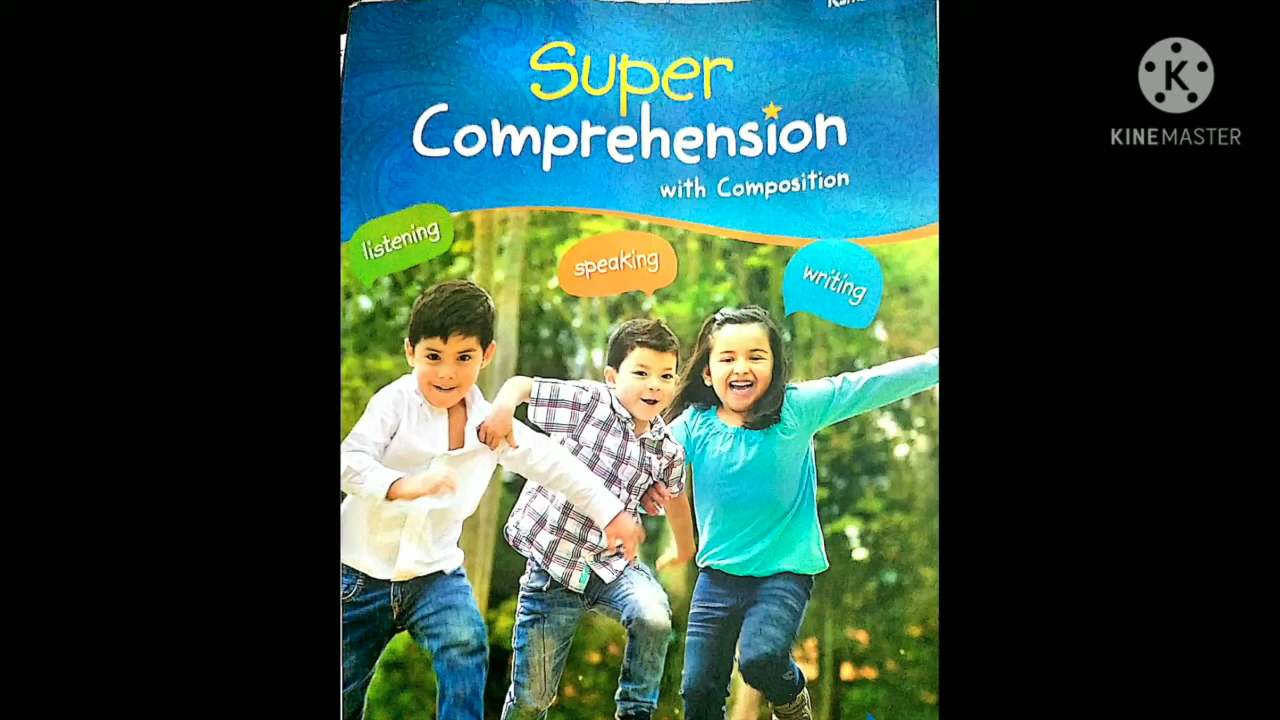 Super
Comprehension
with Composition
listening
speaking
writing
K
KINEMASTER